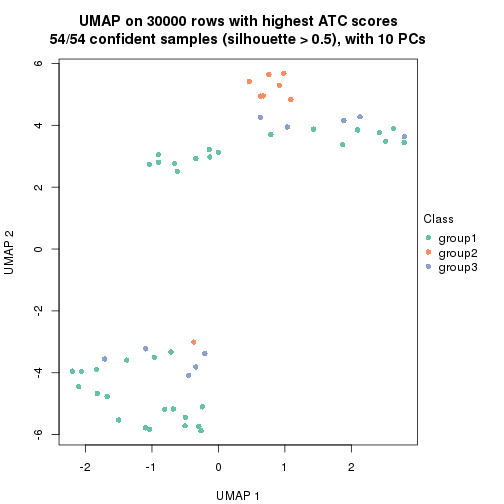 UMAP on 30000 rows with highest ATC scores
54/54 confident samples (silhouette > 0.5), with 10 PCs
6
4
2
0
-2
-4
-6
UMAP 2
-2
-1
0
1
2
UMAP 1
Class
group1
group2
group3